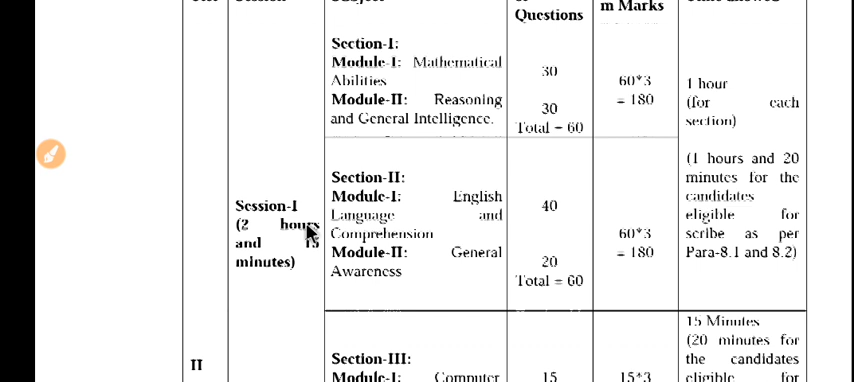 Questions
m Marks
Section-I:
Module-I: Mathematical
Abilities
Module-II: Reasoning
and General Intelligence.
30
30
Total = 60
60*3
= 180
1 hour
(for each
section)
(1 hours and 20
minutes for the
candidates
eligible for
scribe as per
Para-8.1 and 8.2)
II
Session-I
(2 hours
and 15
minutes)
Section-II:
Module-I: English
Language and
Comprehension
Module-II: General
Awareness
40
20
Total = 60
60*3
= 180
Section-III:
Module-I: Computer
15
15*3
15 Minutes
(20 minutes for
the candidates
eligible for